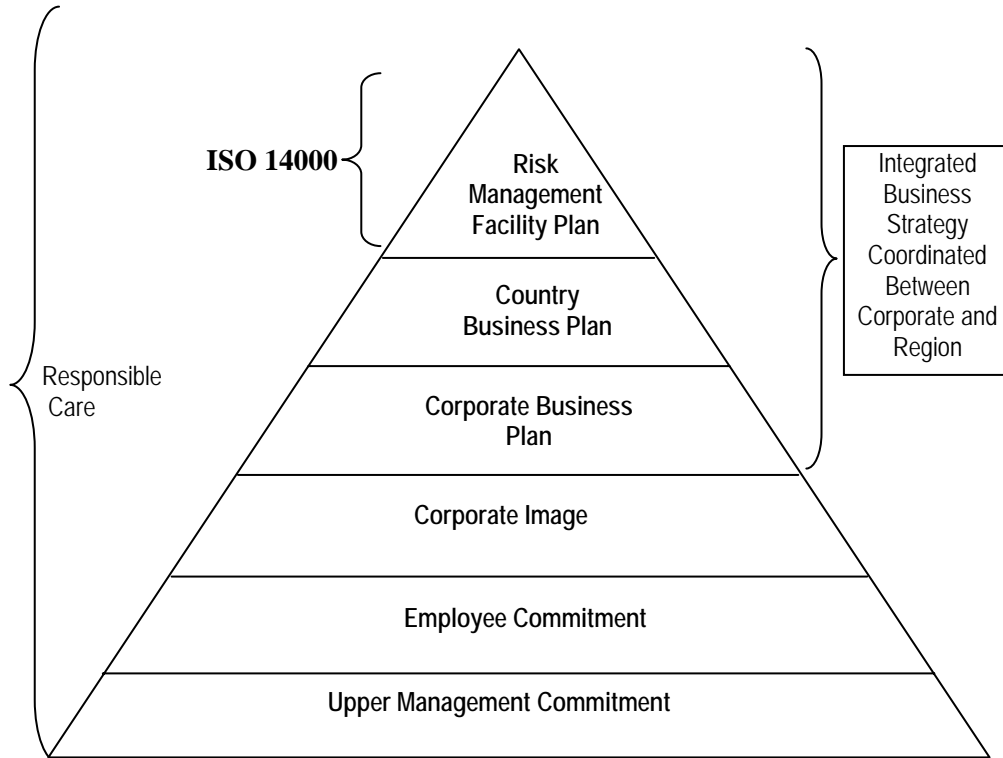 ISO 14000
Risk
Management
Facility Plan
Integrated
Business
Strategy
Coordinated
Between
Corporate and
Region
Country
Business Plan
Responsible
Care
Corporate Business
Plan
Corporate Image
Employee Commitment
Upper Management Commitment